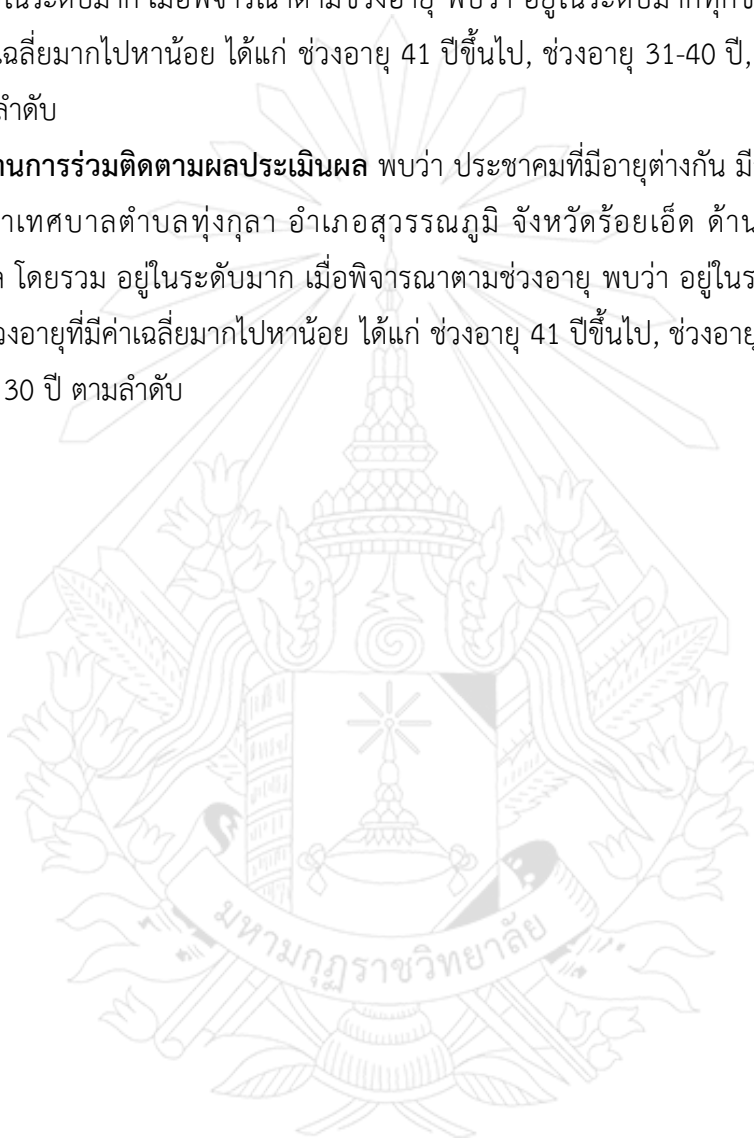 ในระดับมาก เมื่อพิจารณาตามช่วงอายุ พบว่า อยู่ในระดับมากทุกช
เฉลี่ยมากไปหาน้อย ได้แก่ ช่วงอายุ 41 ปีขึ้นไป, ช่วงอายุ 31-40 ปี,
ลำดับ
านการร่วมติดตามผลประเมินผล พบว่า ประชาคมที่มีอายุต่างกัน มี
าเทศบาลตำบลทุ่งกุลา อำเภอสุวรรณภูมิ จังหวัดร้อยเอ็ด ด้าน
ล โดยรวม อยู่ในระดับมาก เมื่อพิจารณาตามช่วงอายุ พบว่า อยู่ในร
วงอายุที่มีค่าเฉลี่ยมากไปหาน้อย ได้แก่ ช่วงอายุ 41 ปีขึ้นไป, ช่วงอายุ
30 ปี ตามลำดับ
มหามกุฏราชวิทยาลัย